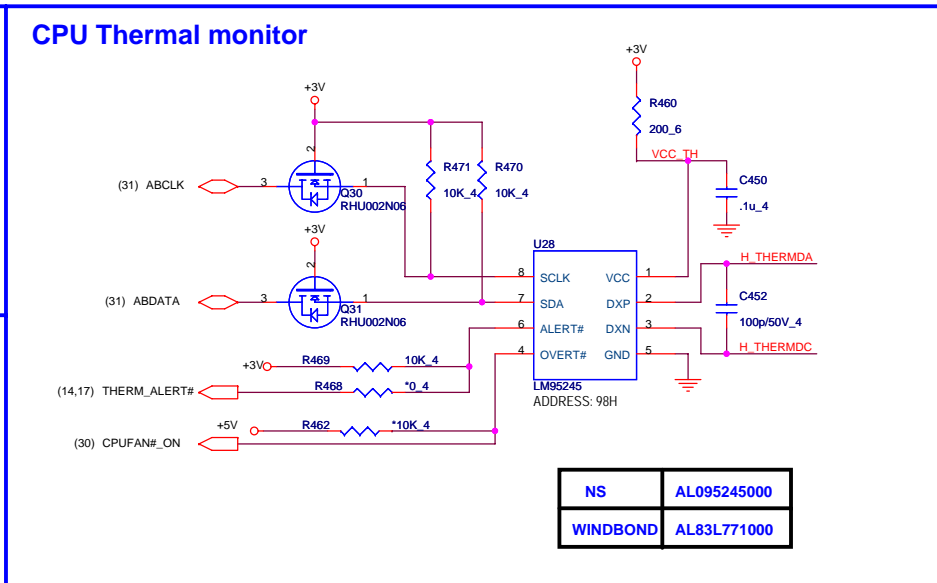 CPU Thermal monitor
+3V
+3V
R460
200_6
VCC_TH
2
R471
10K_4
R470
10K_4
C450
.1u_4
(31) ABCLK
3
1
Q30
RHU002N06
+3V
2
U28
H_THERMDA
8
SCLK
VCC
1
(31) ABDATA
3
1
Q31
RHU002N06
7
SDA
DXP
2
C452
100p/50V_4
6
ALERT#
DXN
3
H_THERMDC
4
OVERT#
GND
5
+3V
R469
10K_4
LM95245
ADDRESS: 98H
(14,17) THERM_ALERT#
R468
*0_4
+5V
R462
*10K_4
(30) CPUFAN#_ON
NS AL095245000
WINDBOND AL83L771000